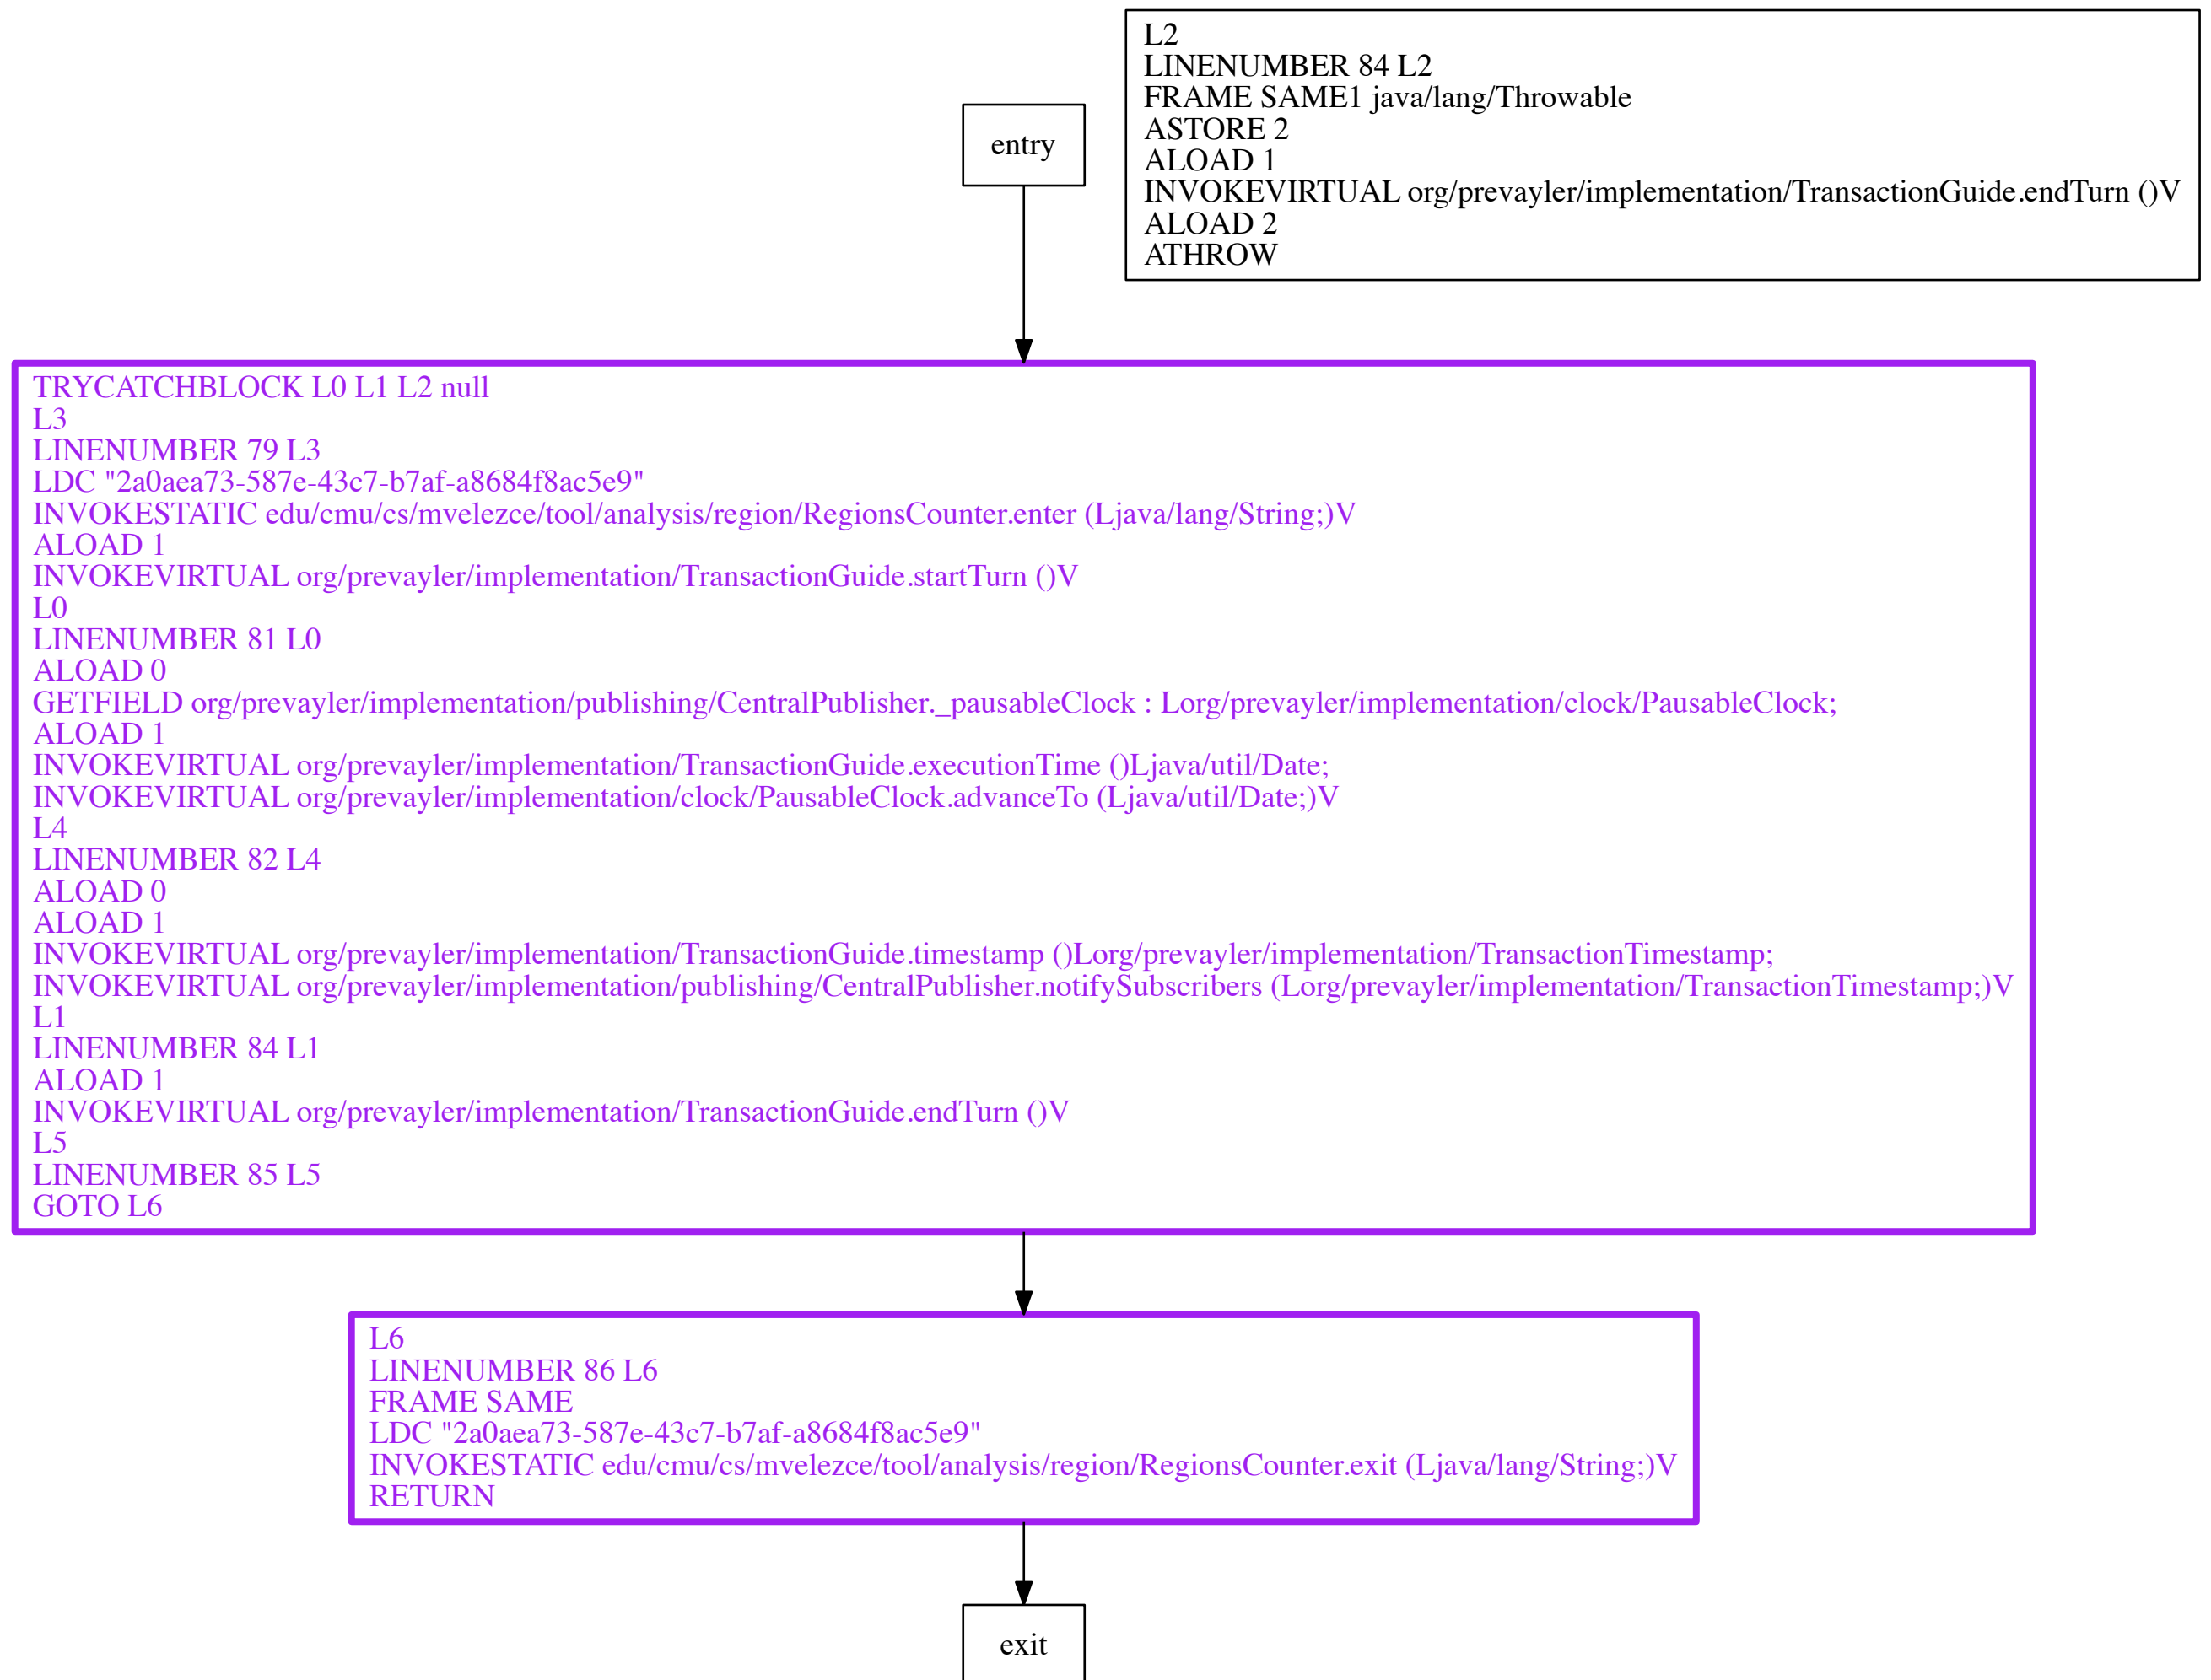 L2
LINENUMBER 84 L2
FRAME SAME1 java/lang/Throwable
ASTORE 2
ALOAD 1
INVOKEVIRTUAL org/prevayler/implementation/TransactionGuide.endTurn ()V
ALOAD 2
ATHROW
entry
TRYCATCHBLOCK L0 L1 L2 null
L3
LINENUMBER 79 L3
LDC "2a0aea73-587e-43c7-b7af-a8684f8ac5e9"
INVOKESTATIC edu/cmu/cs/mvelezce/tool/analysis/region/RegionsCounter.enter (Ljava/lang/String;)V
ALOAD 1
INVOKEVIRTUAL org/prevayler/implementation/TransactionGuide.startTurn ()V
L0
LINENUMBER 81 L0
ALOAD 0
GETFIELD org/prevayler/implementation/publishing/CentralPublisher._pausableClock : Lorg/prevayler/implementation/clock/PausableClock;
ALOAD 1
INVOKEVIRTUAL org/prevayler/implementation/TransactionGuide.executionTime ()Ljava/util/Date;
INVOKEVIRTUAL org/prevayler/implementation/clock/PausableClock.advanceTo (Ljava/util/Date;)V
L4
LINENUMBER 82 L4
ALOAD 0
ALOAD 1
INVOKEVIRTUAL org/prevayler/implementation/TransactionGuide.timestamp ()Lorg/prevayler/implementation/TransactionTimestamp;
INVOKEVIRTUAL org/prevayler/implementation/publishing/CentralPublisher.notifySubscribers (Lorg/prevayler/implementation/TransactionTimestamp;)V
L1
LINENUMBER 84 L1
ALOAD 1
INVOKEVIRTUAL org/prevayler/implementation/TransactionGuide.endTurn ()V
L5
LINENUMBER 85 L5
GOTO L6
L6
LINENUMBER 86 L6
FRAME SAME
LDC "2a0aea73-587e-43c7-b7af-a8684f8ac5e9"
INVOKESTATIC edu/cmu/cs/mvelezce/tool/analysis/region/RegionsCounter.exit (Ljava/lang/String;)V
RETURN
exit